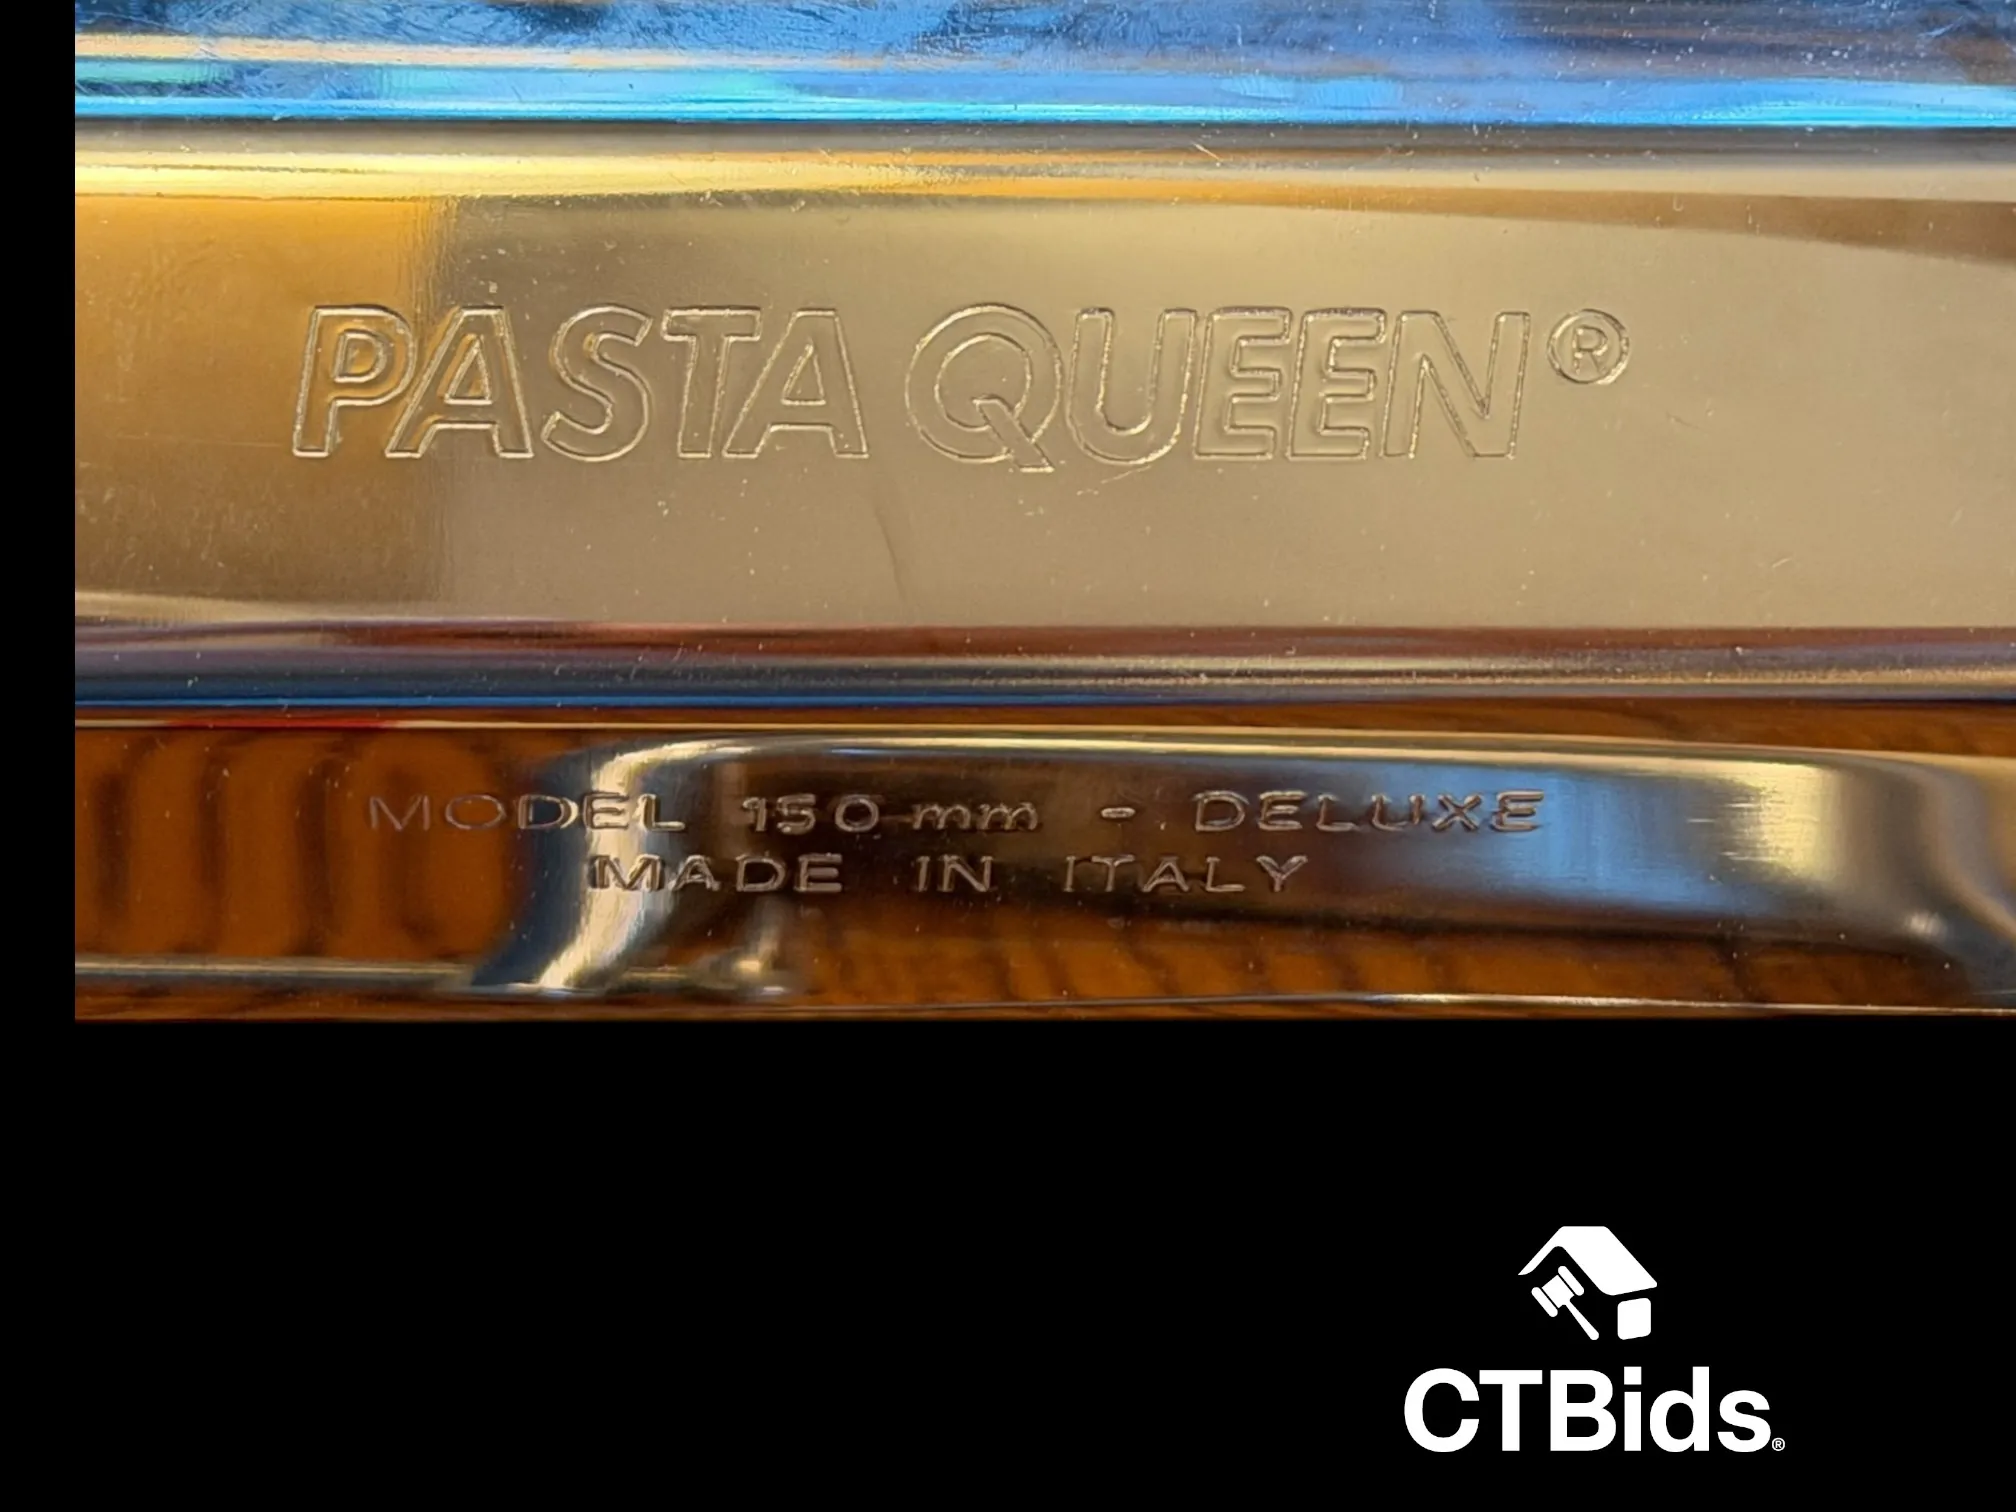 PASTA QUEEN®
MODEL 150 mm - DELUXE
MADE IN ITALY
CTBids®